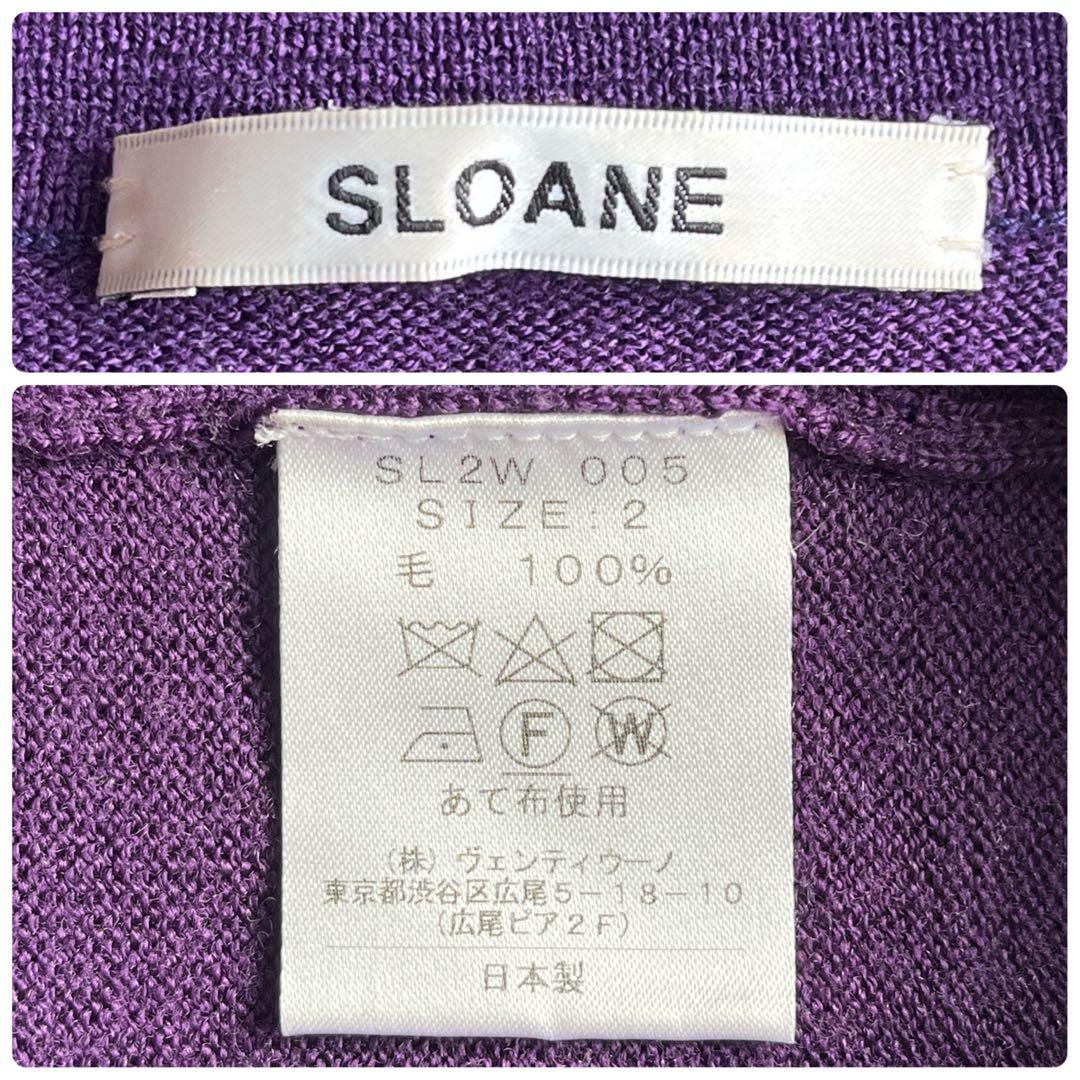 SLOANE
SL2W 005
SIZE:2
毛 100%
F W
あて布使用
(株)ヴェンティウーノ
東京都渋谷区広尾5-18-10
(広尾ピア2F)
日本製